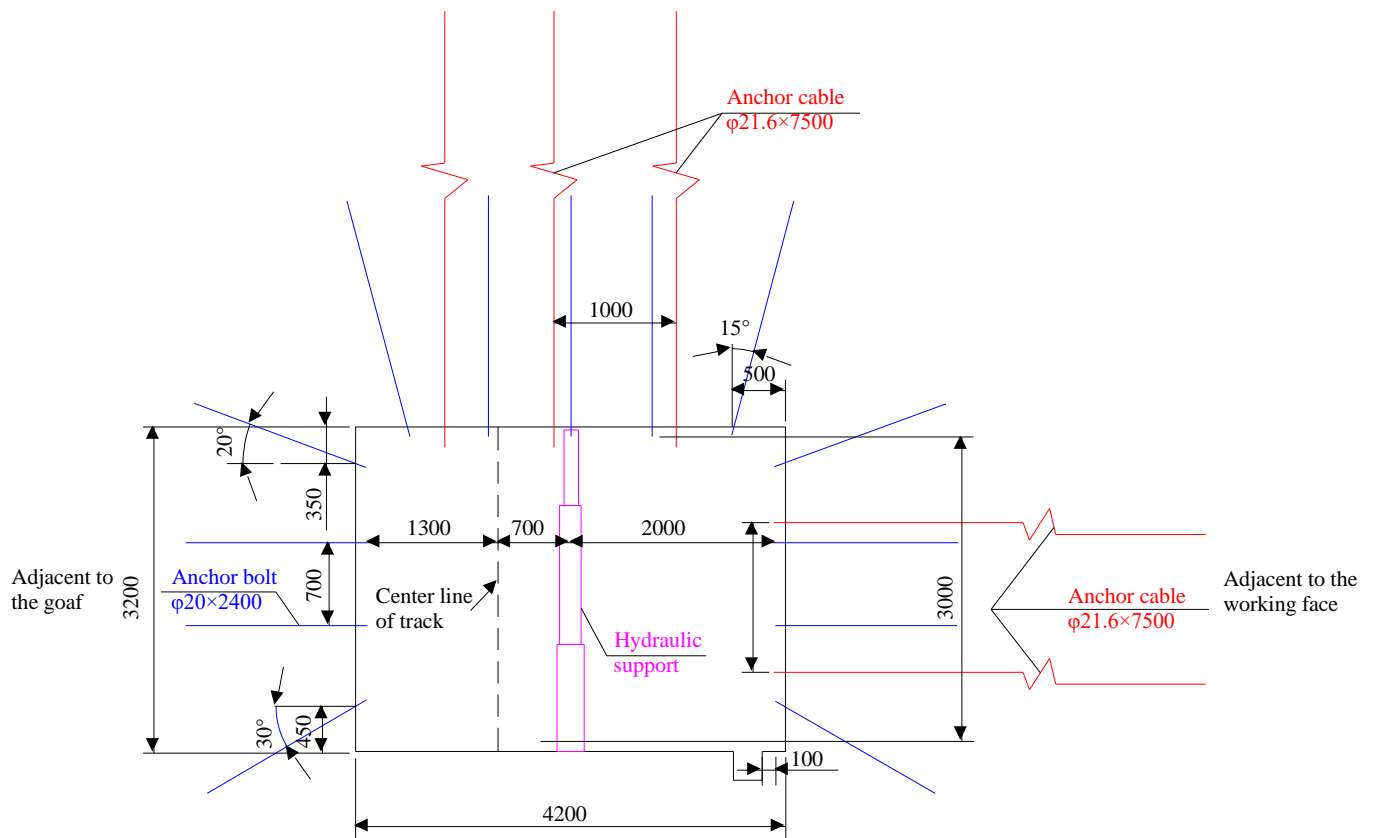 Anchor cable
φ21.6×7500
1000
15°
500
20°
350
1300
700
2000
Adjacent to
the goaf
3200
Anchor bolt
φ20×2400
700
Center line
of track
Hydraulic
support
3000
Anchor cable
φ21.6×7500
Adjacent to the
working face
30°
450
100
4200